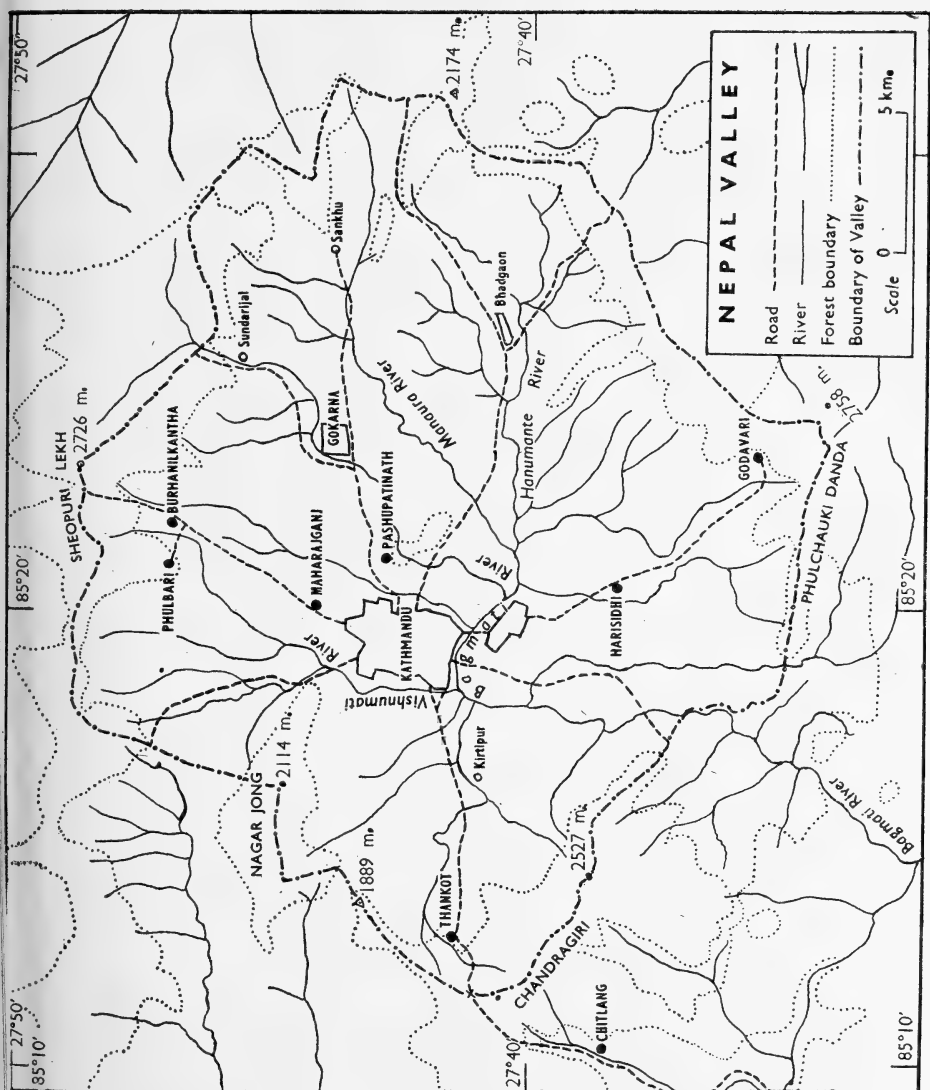 NEPAL VALLEY
Road
River
Forest boundary
Boundary of Valley
Scale 0 5 km.
27°50'
27°50'
85°10'
85°20'
27°40'
27°40'
85°20'
85°10'
2174 m.
SHEOPURI LEKH
2726 m.
BURHANILKANTHA
PHULBARI
Sundarijal
Sankhu
GOKARNA
MAHARAJGANJ
PASHUPATINATH
Manaura River
Bhadgaon
Hanumante River
KATHMANDU
Vishnumati River
Bagmati River
NAGAR JONG
2114 m.
1889 m.
Kirtipur
THANKOT
HARISIDHI
GODAVARI
2758 m.
PHULCHAUKI DANDA
2527 m.
CHANDRAGIRI
CHITLANG
Bagmati River